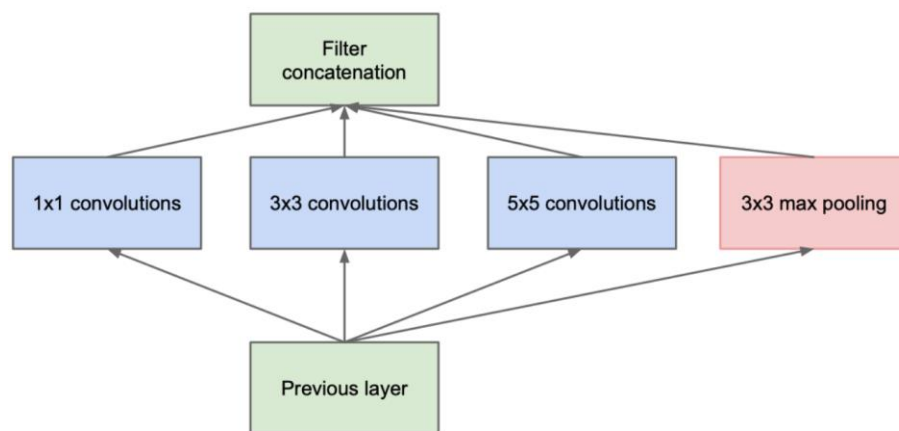 Filter
concatenation
1x1 convolutions
3x3 convolutions
5x5 convolutions
3x3 max pooling
Previous layer